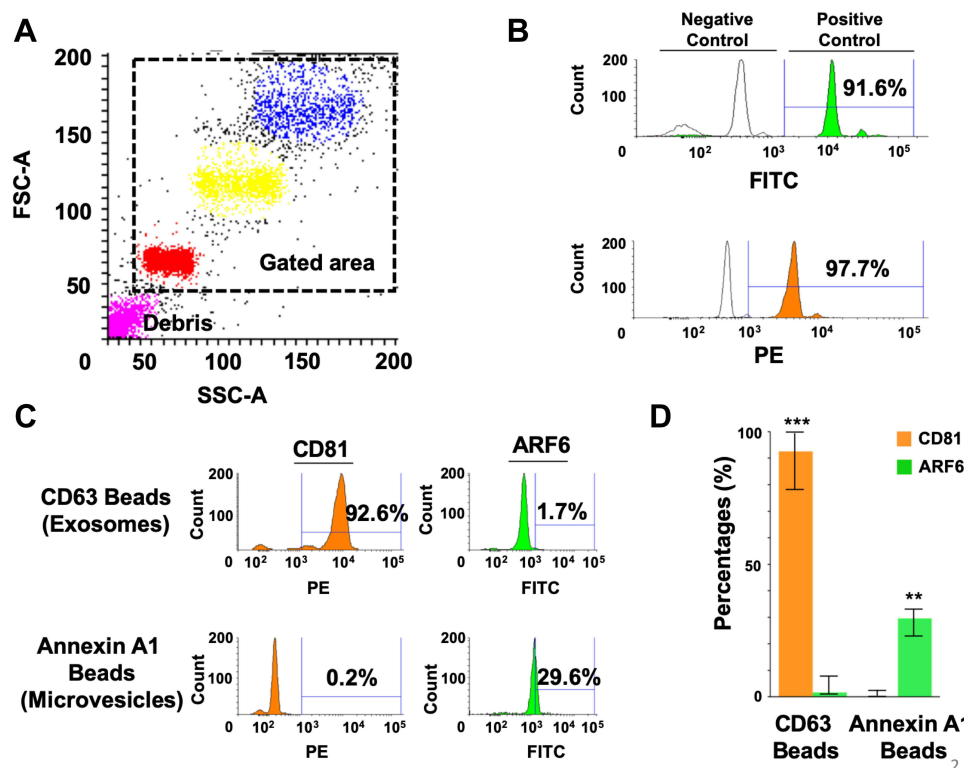 A
FSC-A
200
150
100
50
0
50
100
150
200
SSC-A
Gated area
Debris
B
Negative
Control
Positive
Control
Count
200
100
0
91.6%
10²
10³
10⁴
10⁵
FITC
Count
200
100
0
97.7%
10²
10³
10⁴
10⁵
PE
C
CD81
ARF6
CD63 Beads
(Exosomes)
Count
200
100
0
92.6%
10²
10³
10⁴
10⁵
PE
Count
200
100
0
1.7%
10²
10³
10⁴
10⁵
FITC
Annexin A1
Beads
(Microvesicles)
Count
200
100
0
0.2%
10²
10³
10⁴
10⁵
PE
Count
200
100
0
29.6%
10²
10³
10⁴
10⁵
FITC
D
Percentages (%)
100
50
0
***
**
CD81
ARF6
CD63
Beads
Annexin A1
Beads
2